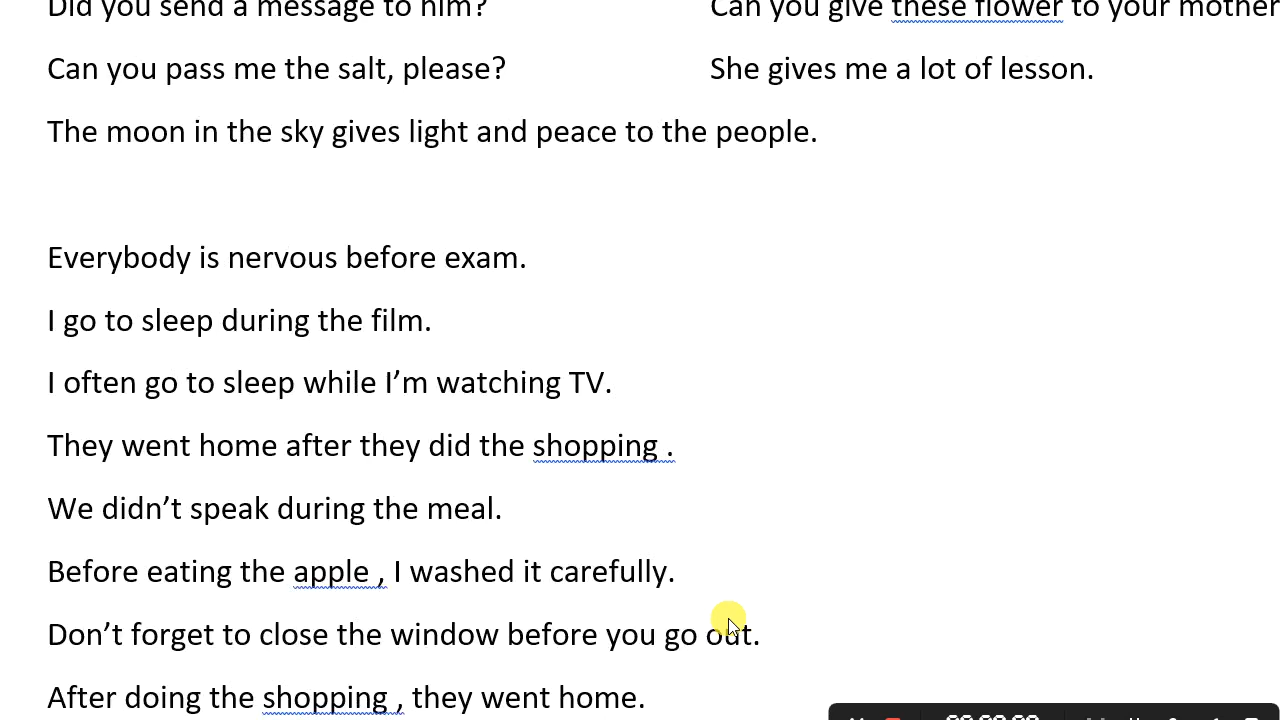 Did you send a message to him? Can you give these flower to your mother
Can you pass me the salt, please? She gives me a lot of lesson.
The moon in the sky gives light and peace to the people.
Everybody is nervous before exam.
I go to sleep during the film.
I often go to sleep while I’m watching TV.
They went home after they did the shopping .
We didn’t speak during the meal.
Before eating the apple , I washed it carefully.
Don’t forget to close the window before you go out.
After doing the shopping , they went home.